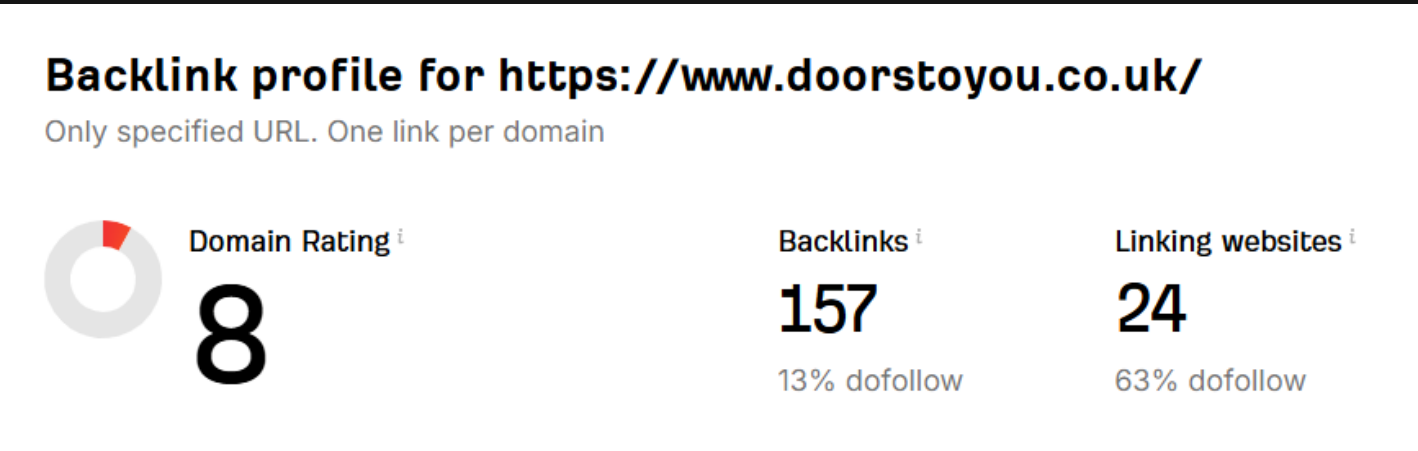 Backlink profile for https://www.doorstoyou.co.uk/
Only specified URL. One link per domain
Domain Rating i
8
Backlinks i
157
13% dofollow
Linking websites i
24
63% dofollow